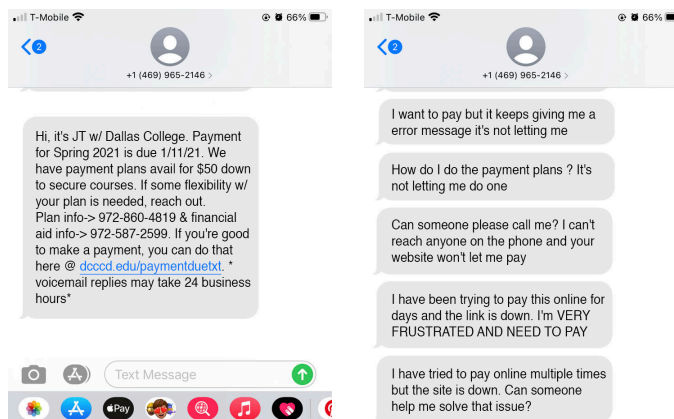 T-Mobile
66%
2
+1 (469) 965-2146 >
Hi, it's JT w/ Dallas College. Payment
for Spring 2021 is due 1/11/21. We
have payment plans avail for $50 down
to secure courses. If some flexibility w/
your plan is needed, reach out.
Plan info-> 972-860-4819 & financial
aid info-> 972-587-2599. If you're good
to make a payment, you can do that
here @ dcccd.edu/paymentduetxt. *
voicemail replies may take 24 business
hours*
Text Message
Pay
T-Mobile
66%
2
+1 (469) 965-2146 >
I want to pay but it keeps giving me a
error message it's not letting me
How do I do the payment plans ? It's
not letting me do one
Can someone please call me? I can't
reach anyone on the phone and your
website won't let me pay
I have been trying to pay this online for
days and the link is down. I'm VERY
FRUSTRATED AND NEED TO PAY
I have tried to pay online multiple times
but the site is down. Can someone
help me solve that issue?